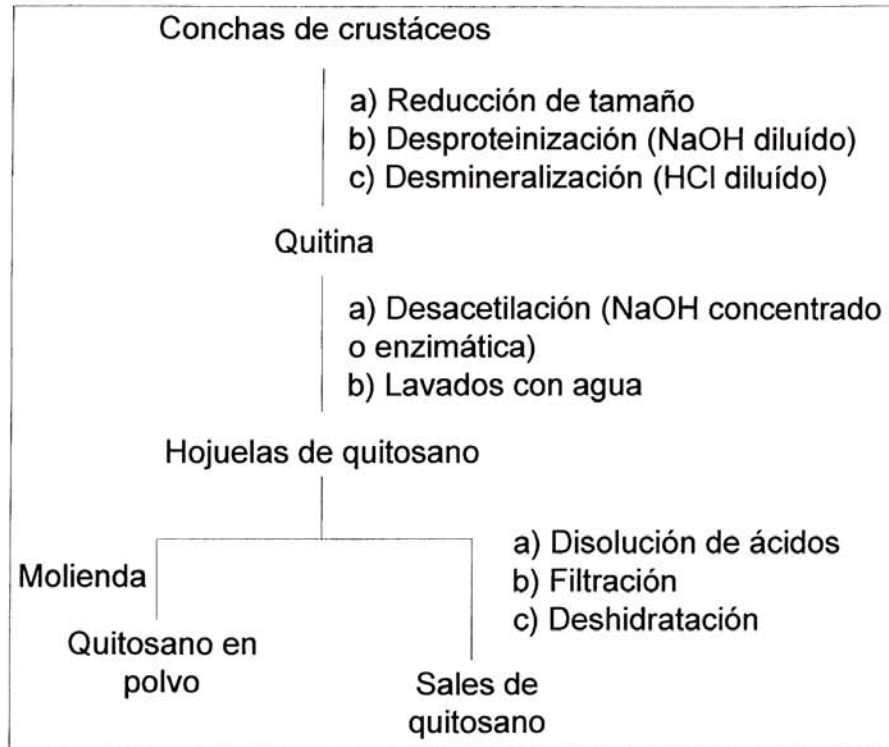 Conchas de crustáceos
a) Reducción de tamaño
b) Desproteinización (NaOH diluído)
c) Desmineralización (HCl diluído)
Quitina
a) Desacetilación (NaOH concentrado
o enzimática)
b) Lavados con agua
Hojuelas de quitosano
Molienda
Quitosano en
polvo
a) Disolución de ácidos
b) Filtración
c) Deshidratación
Sales de
quitosano